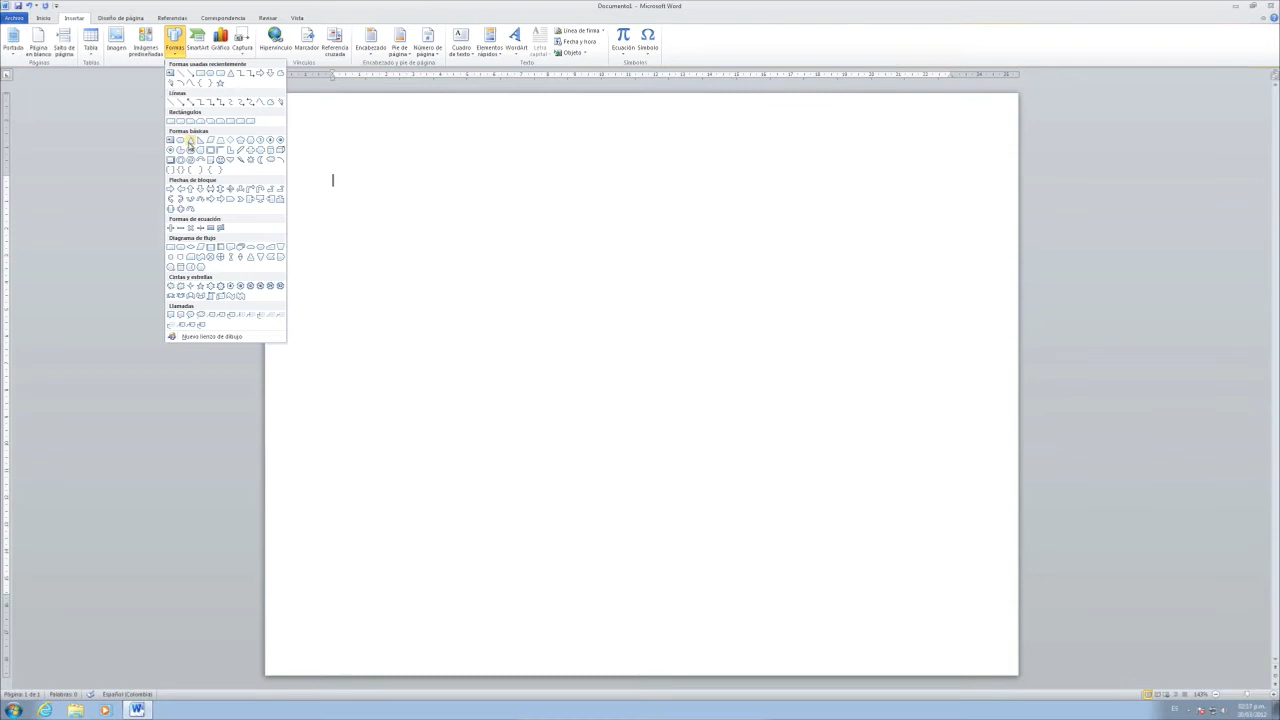 Documento1 - Microsoft Word
Archivo Inicio Insertar Diseño de página Referencias Correspondencia Revisar Vista
Portada Página en blanco Salto de página
Tabla
Imagen Imágenes prediseñadas Formas SmartArt Gráfico Captura
Hipervínculo Marcador Referencia cruzada
Encabezado Pie de página Número de página
Cuadro de texto Elementos rápidos WordArt Letra capital
Línea de firma
Fecha y hora
Objeto
Ecuación Símbolo
Páginas Tablas Vínculos Encabezado y pie de página Texto Símbolos
Formas usadas recientemente
Líneas
Rectángulos
Formas básicas
Flechas de bloque
Formas de ecuación
Diagrama de flujo
Cintas y estrellas
Llamadas
Nuevo lienzo de dibujo
Página: 1 de 1 Palabras: 0 Español (Colombia) 143%
ES